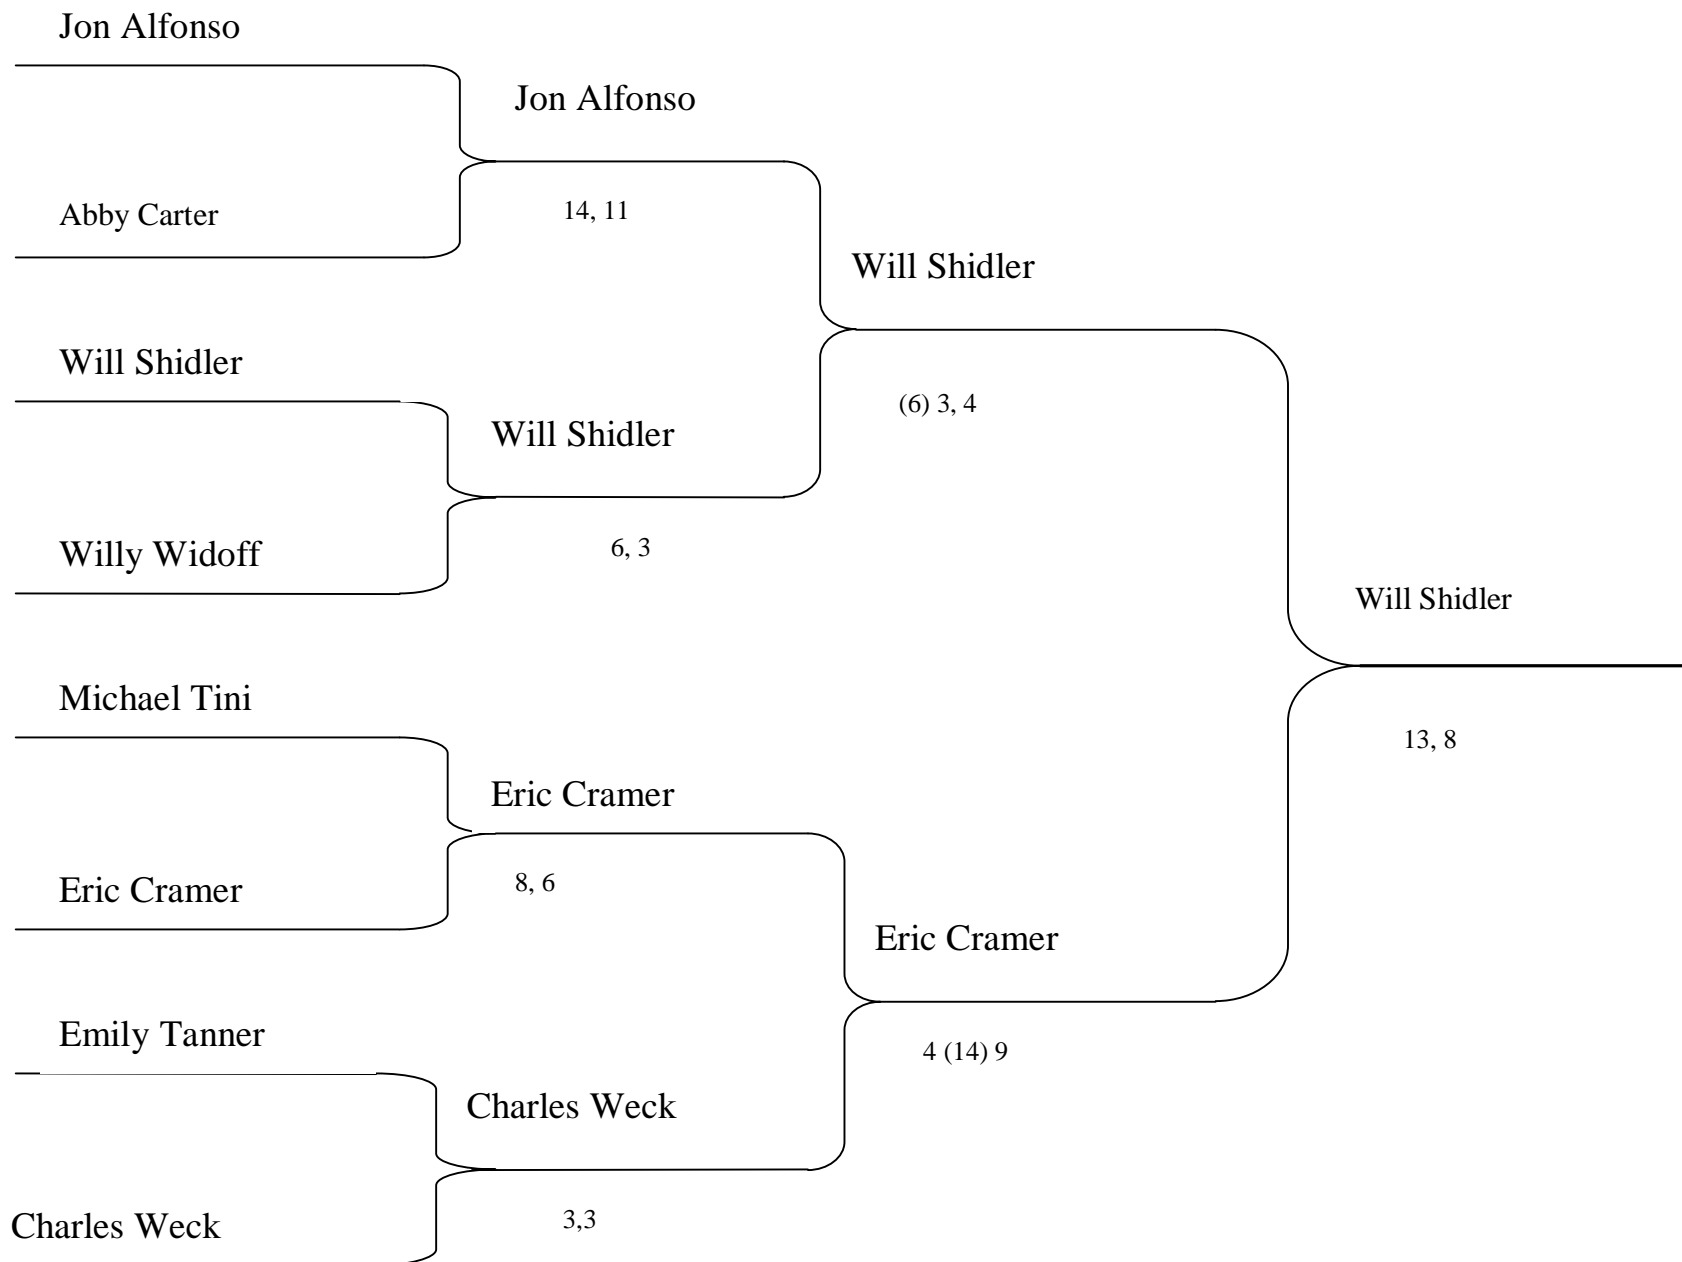 Jon Alfonso
Jon Alfonso
Abby Carter
14, 11
Will Shidler
Will Shidler
(6) 3, 4
Will Shidler
Willy Widoff
6, 3
Will Shidler
Michael Tini
13, 8
Eric Cramer
Eric Cramer
8, 6
Eric Cramer
Emily Tanner
4 (14) 9
Charles Weck
Charles Weck
3,3